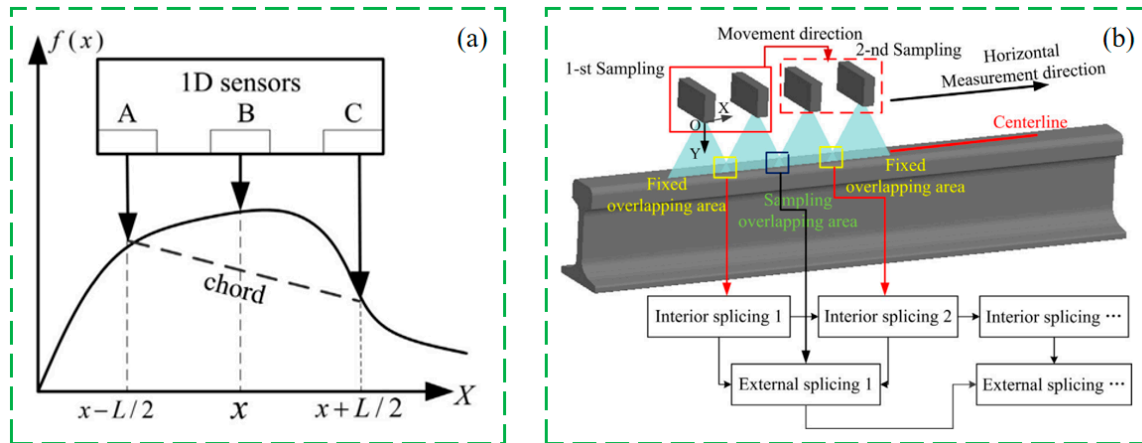 f(x)
(a)
1D sensors
A
B
C
chord
x−L/2
x
x+L/2
X
(b)
Movement direction
2-nd Sampling
1-st Sampling
Horizontal
Measurement direction
X
O
Y
Centerline
Fixed
overlapping area
Sampling
overlapping area
Fixed
overlapping area
Interior splicing 1
Interior splicing 2
Interior splicing ···
External splicing 1
External splicing ···